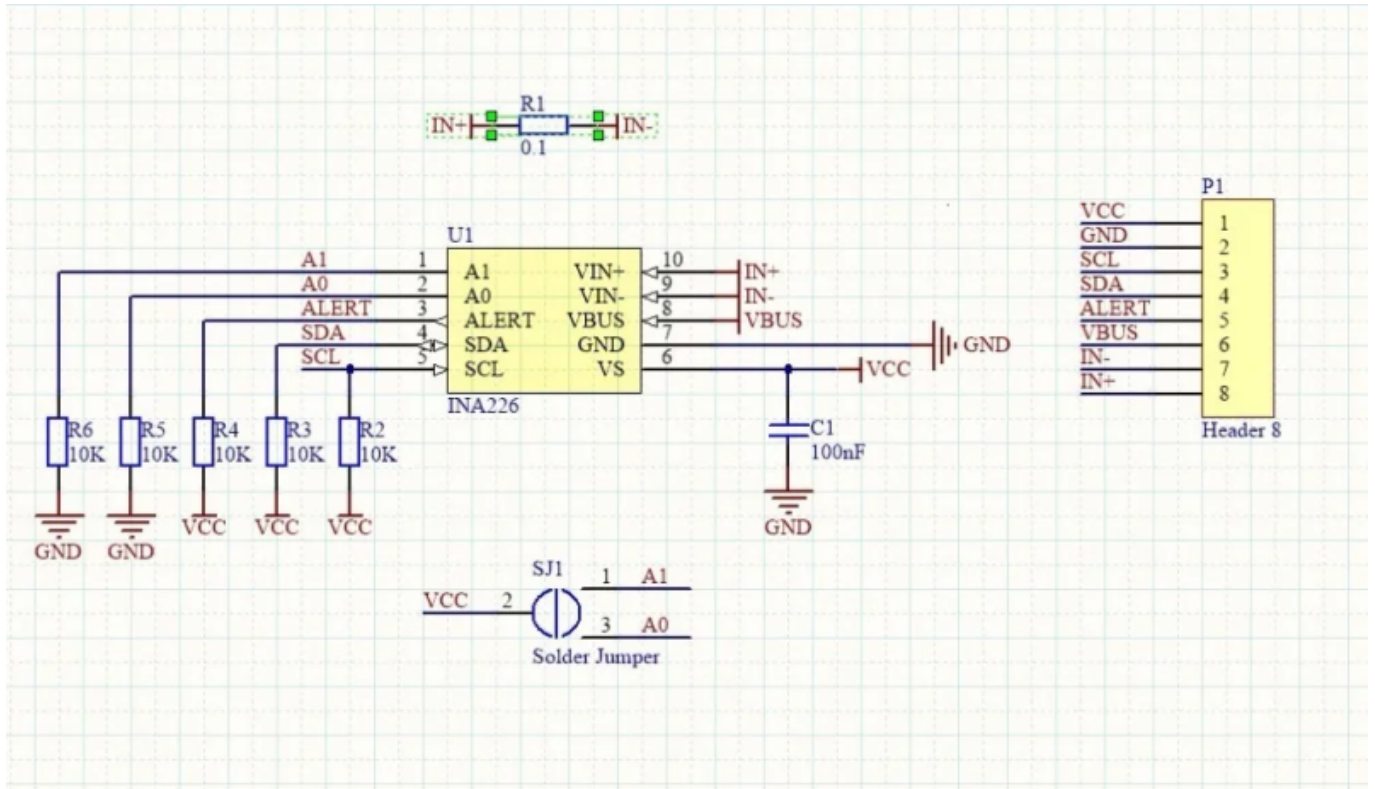 R1
IN+ IN-
0.1
P1
VCC 1
GND 2
SCL 3
SDA 4
ALERT 5
VBUS 6
IN- 7
IN+ 8
Header 8
U1
A1 1 A1 VIN+ 10 IN+
A0 2 A0 VIN- 9 IN-
ALERT 3 ALERT VBUS 8 VBUS
SDA 4 SDA GND 7 GND
SCL 5 SCL VS 6 VCC
INA226
R6 R5 R4 R3 R2
10K 10K 10K 10K 10K
GND GND VCC VCC VCC
C1
100nF
GND
SJ1
1 A1
VCC 2
3 A0
Solder Jumper